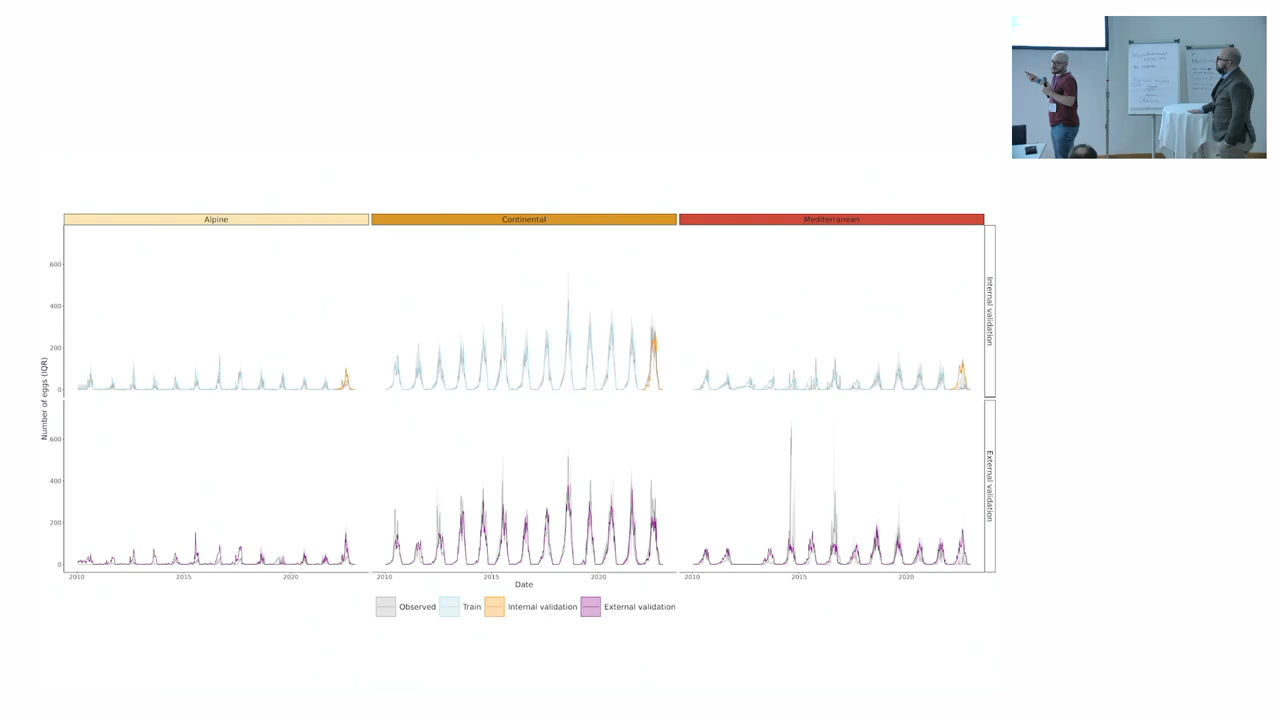 Alpine
Continental
Mediterranean
600
400
200
0
Internal validation
Number of eggs (IQR)
600
400
200
0
External validation
2010
2015
2020
2010
2015
2020
2010
2015
2020
Date
Observed
Train
Internal validation
External validation